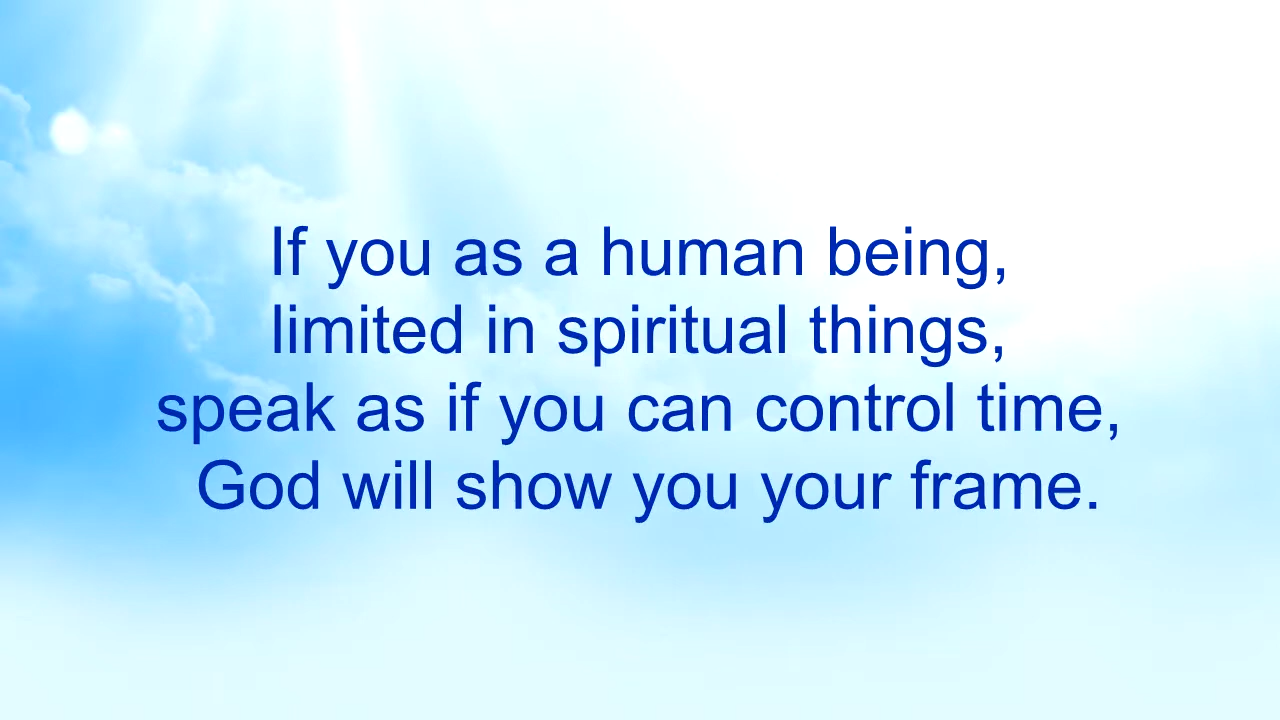 If you as a human being,
limited in spiritual things,
speak as if you can control time,
God will show you your frame.